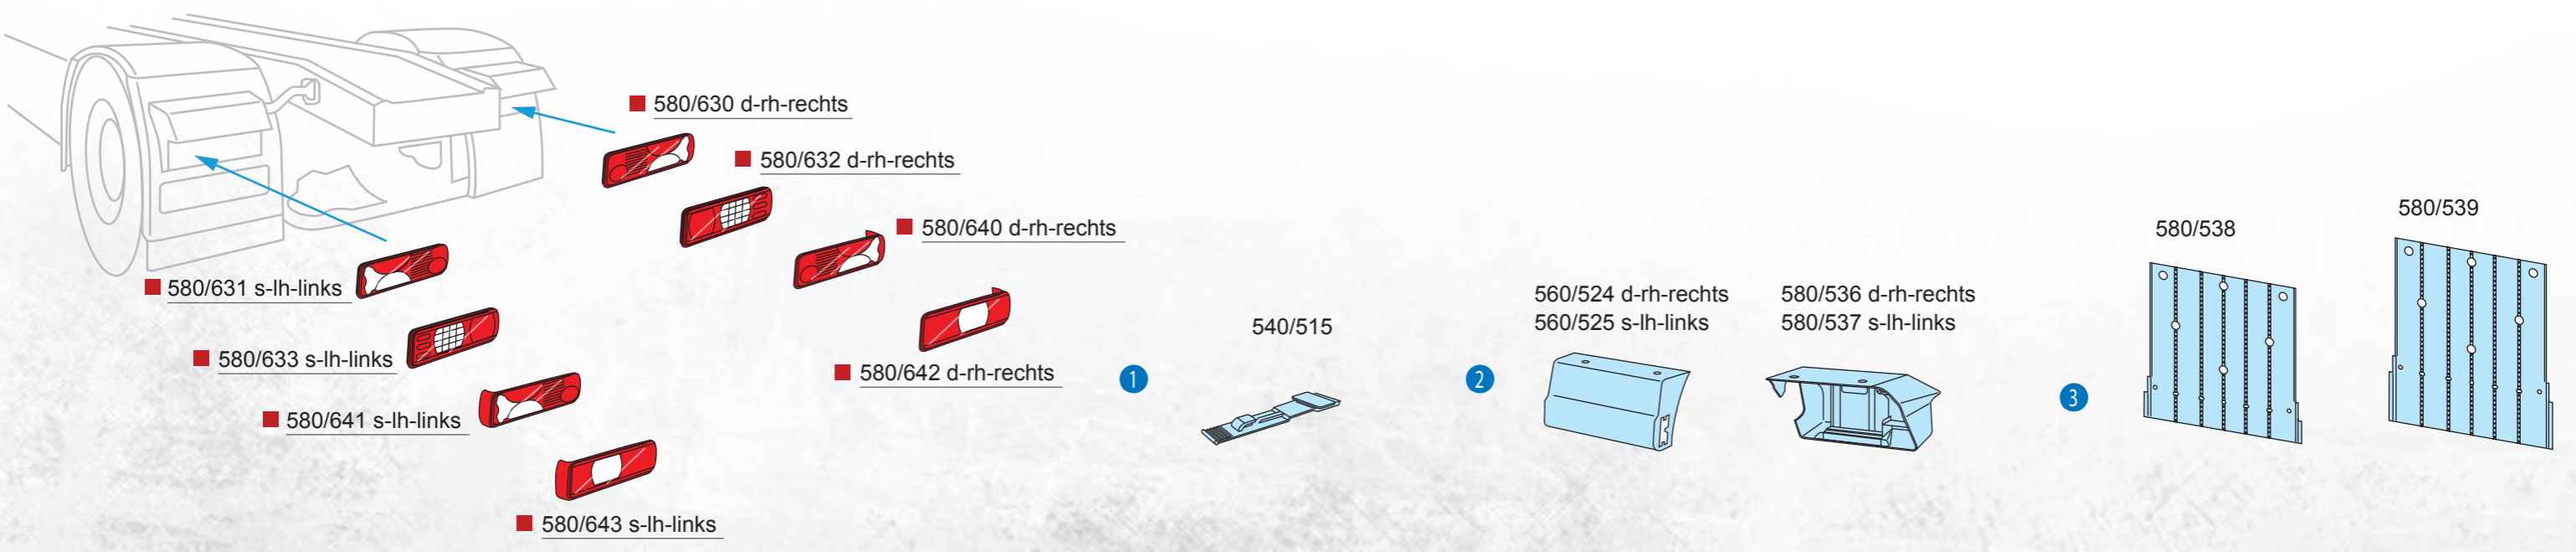 580/630 d-rh-rechts
580/632 d-rh-rechts
580/640 d-rh-rechts
580/642 d-rh-rechts
580/631 s-lh-links
580/633 s-lh-links
580/641 s-lh-links
580/643 s-lh-links
1
540/515
2
560/524 d-rh-rechts
560/525 s-lh-links
580/536 d-rh-rechts
580/537 s-lh-links
3
580/538
580/539